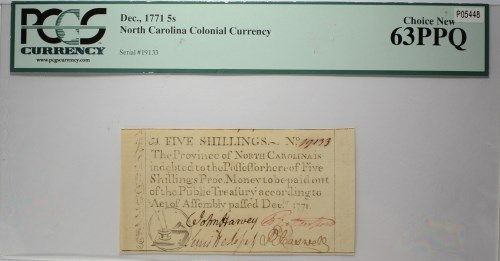 PCGS
CURRENCY
www.pcgscurrency.com
Dec., 1771 5s
North Carolina Colonial Currency
Serial #19133
P05448
Choice New
63PPQ
FIVE SHILLINGS. No. 19133
The Province of NORTH CAROLINA is
indebted to the Possessor hereof Five
Shillings Proc. Money to be paid out
of the Public Treasury according to
Act of Assembly passed Decr. 1771.
John Harvey